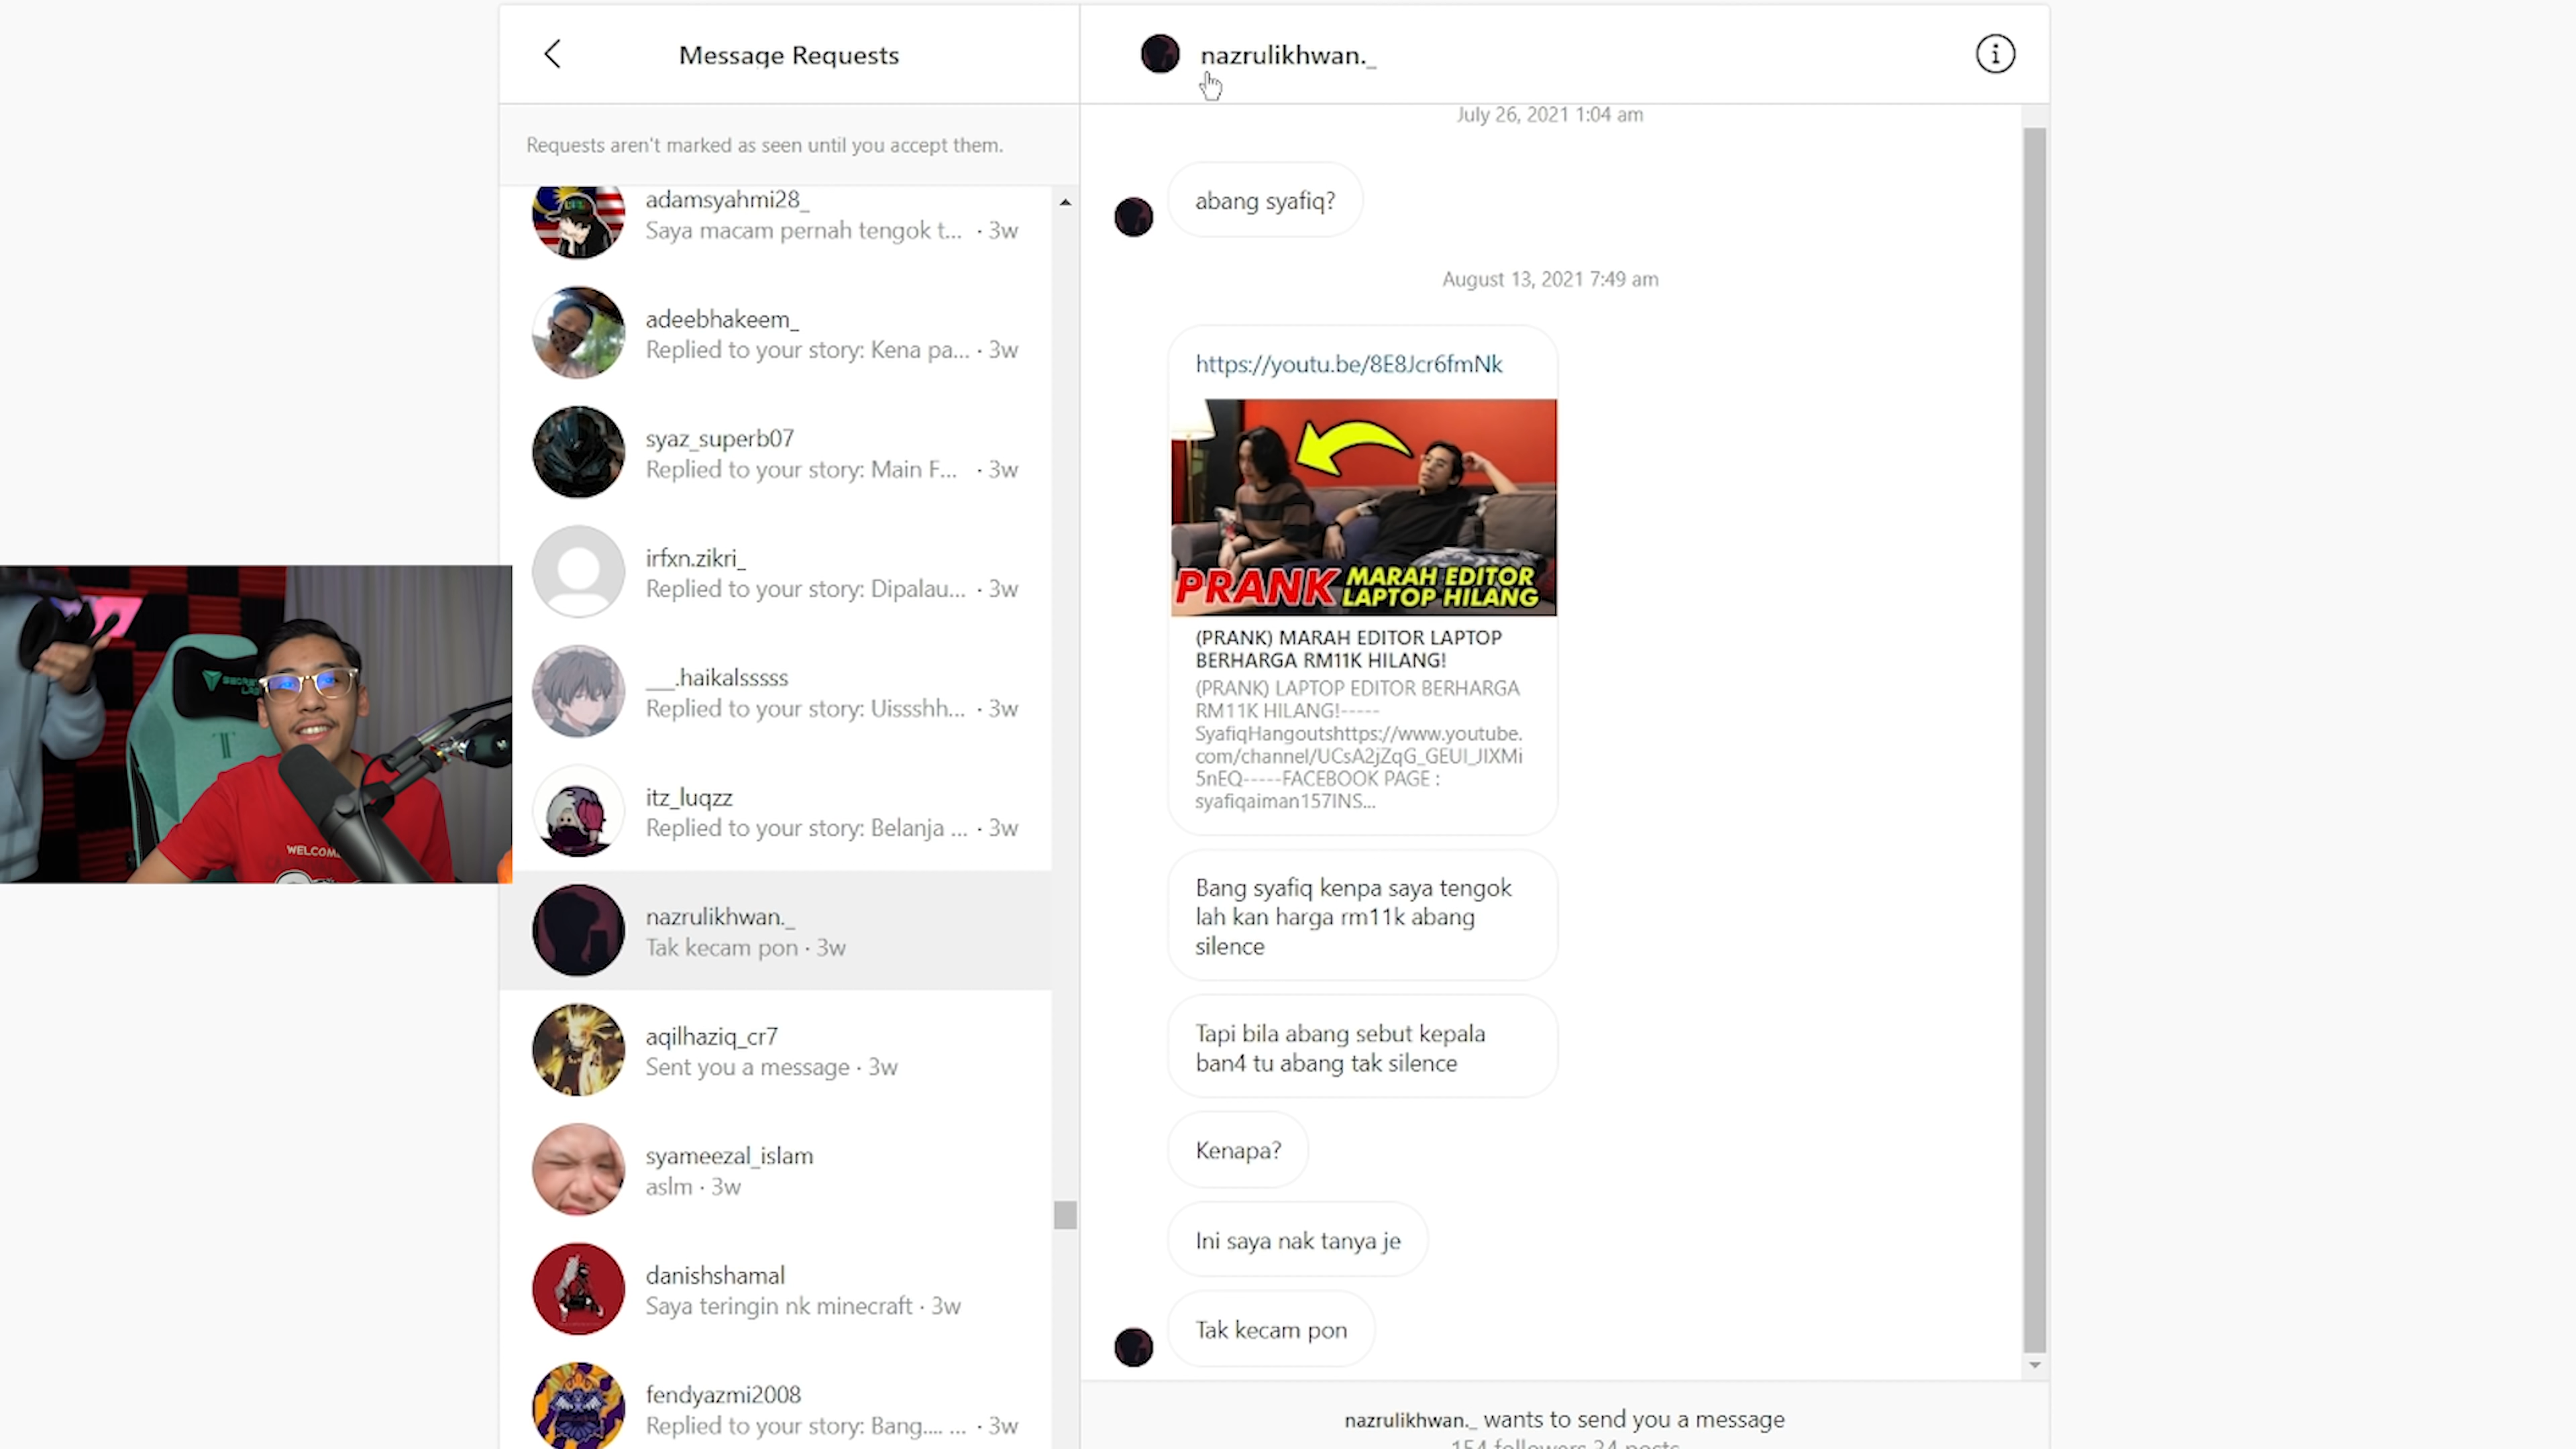 Message Requests
Requests aren't marked as seen until you accept them.
adamsyahmi28_
Saya macam pernah tengok t... · 3w
adeebhakeem_
Replied to your story: Kena pa... · 3w
syaz_superb07
Replied to your story: Main F... · 3w
irfxn.zikri_
Replied to your story: Dipalau... · 3w
___.haikalsssss
Replied to your story: Uissshh... · 3w
itz_luqzz
Replied to your story: Belanja ... · 3w
nazrulikhwan._
Tak kecam pon · 3w
aqilhaziq_cr7
Sent you a message · 3w
syameezal_islam
aslm · 3w
danishshamal
Saya teringin nk minecraft · 3w
fendyazmi2008
Replied to your story: Bang.... ... · 3w
WELCOM
nazrulikhwan._
July 26, 2021 1:04 am
abang syafiq?
August 13, 2021 7:49 am
https://youtu.be/8E8Jcr6fmNk
PRANK MARAH EDITOR
LAPTOP HILANG
(PRANK) MARAH EDITOR LAPTOP
BERHARGA RM11K HILANG!
(PRANK) LAPTOP EDITOR BERHARGA
RM11K HILANG!-----
SyafiqHangoutshttps://www.youtube.
com/channel/UCsA2jZqG_GEUI_JIXMi
5nEQ-----FACEBOOK PAGE :
syafiqaiman157INS...
Bang syafiq kenpa saya tengok
lah kan harga rm11k abang
silence
Tapi bila abang sebut kepala
ban4 tu abang tak silence
Kenapa?
Ini saya nak tanya je
Tak kecam pon
nazrulikhwan._ wants to send you a message
154 followers 34 posts